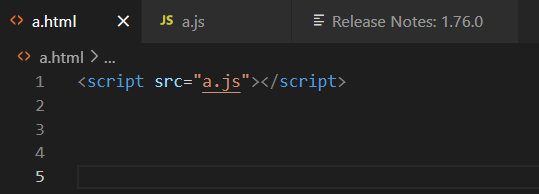 a.html JS a.js Release Notes: 1.76.0
a.html > ...
1 <script src="a.js"></script>
2
3
4
5